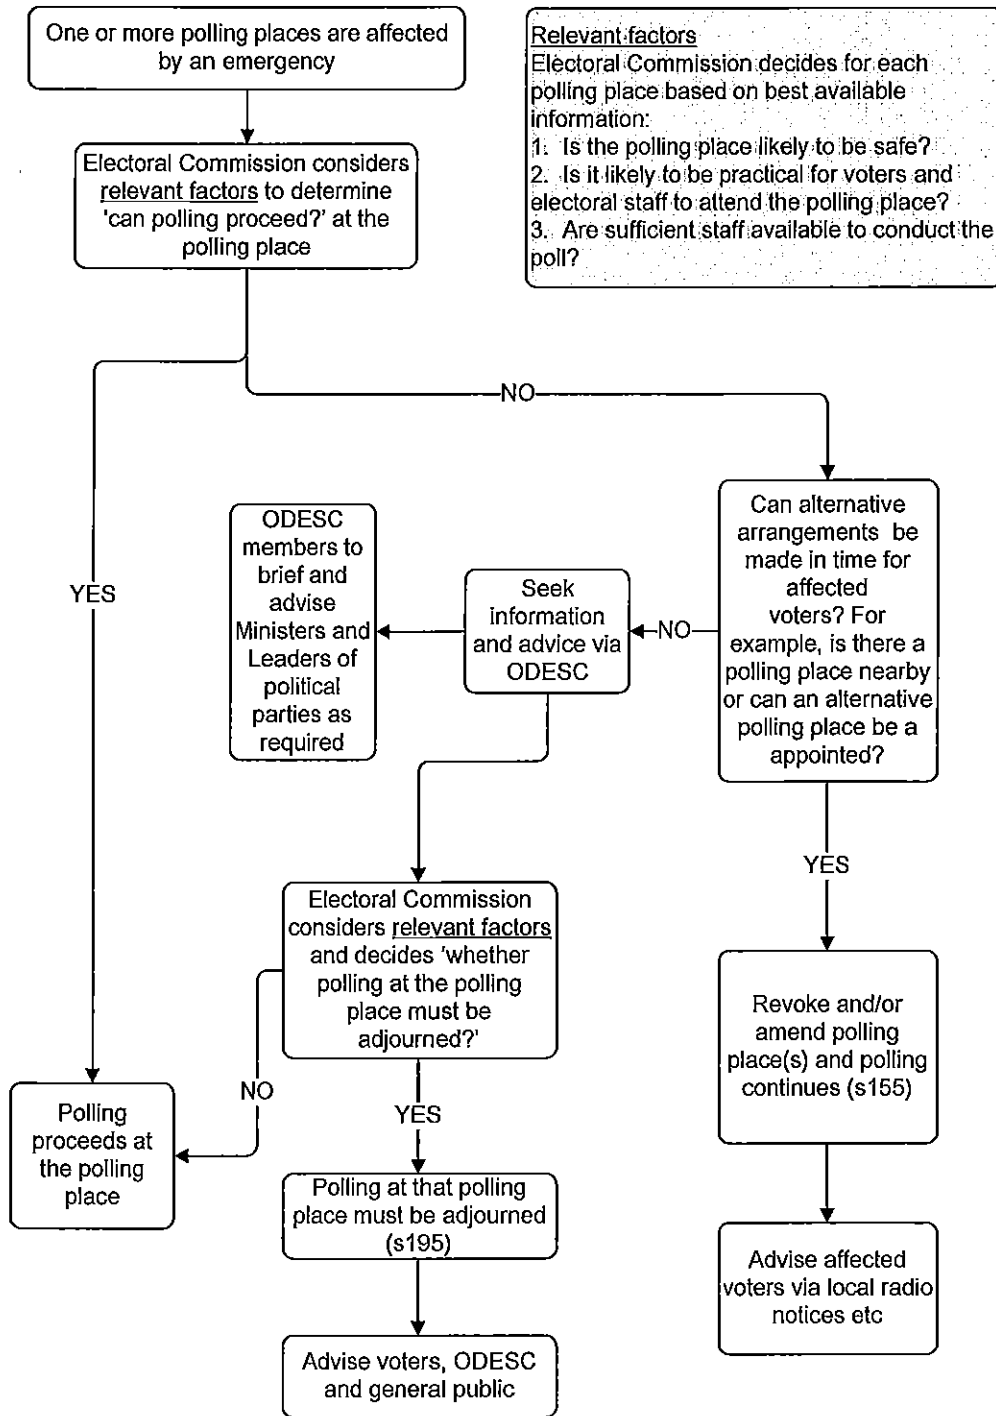 One or more polling places are affected
by an emergency
Relevant factors
Electoral Commission decides for each
polling place based on best available
information:
1. Is the polling place likely to be safe?
2. Is it likely to be practical for voters and
electoral staff to attend the polling place?
3. Are sufficient staff available to conduct the
poll?
Electoral Commission considers
relevant factors to determine
'can polling proceed?' at the
polling place
NO
YES
Can alternative
arrangements be
made in time for
affected
voters? For
example, is there a
polling place nearby
or can an alternative
polling place be a
appointed?
NO
Seek
information
and advice via
ODESC
ODESC
members to
brief and
advise
Ministers and
Leaders of
political
parties as
required
YES
Electoral Commission
considers relevant factors
and decides 'whether
polling at the polling
place must be
adjourned?'
NO
YES
Polling
proceeds at
the polling
place
Polling at that polling
place must be adjourned
(s195)
Advise voters, ODESC
and general public
Revoke and/or
amend polling
place(s) and polling
continues (s155)
Advise affected
voters via local radio
notices etc